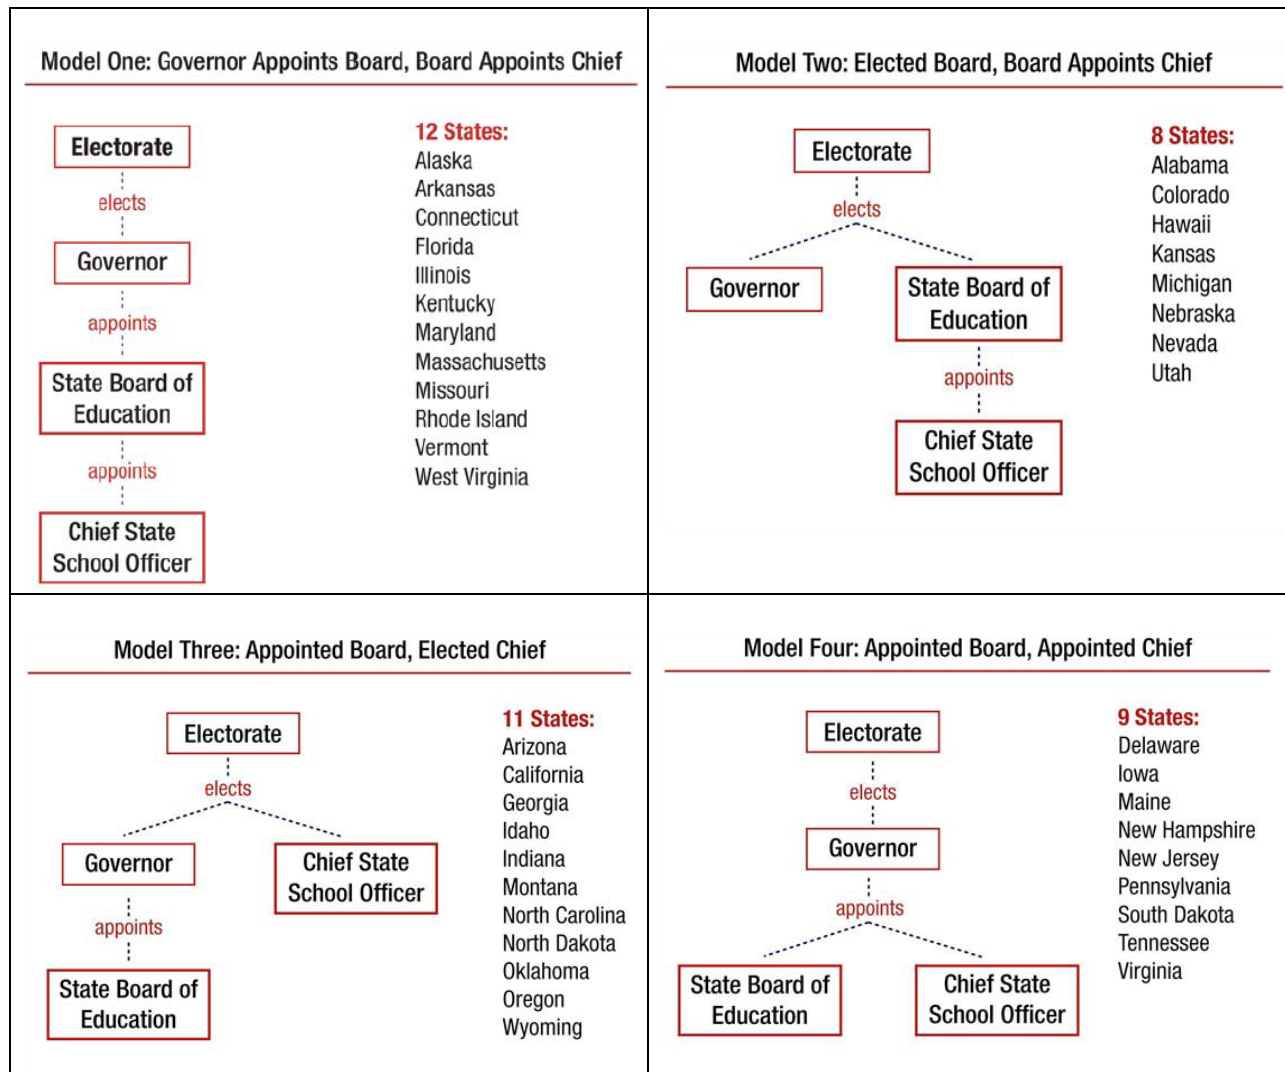 Model One: Governor Appoints Board, Board Appoints Chief
Electorate
elects
Governor
appoints
State Board of
Education
appoints
Chief State
School Officer
12 States:
Alaska
Arkansas
Connecticut
Florida
Illinois
Kentucky
Maryland
Massachusetts
Missouri
Rhode Island
Vermont
West Virginia
Model Two: Elected Board, Board Appoints Chief
Electorate
elects
Governor
State Board of
Education
appoints
Chief State
School Officer
8 States:
Alabama
Colorado
Hawaii
Kansas
Michigan
Nebraska
Nevada
Utah
Model Three: Appointed Board, Elected Chief
Electorate
elects
Governor
Chief State
School Officer
appoints
State Board of
Education
11 States:
Arizona
California
Georgia
Idaho
Indiana
Montana
North Carolina
North Dakota
Oklahoma
Oregon
Wyoming
Model Four: Appointed Board, Appointed Chief
Electorate
elects
Governor
appoints
State Board of
Education
Chief State
School Officer
9 States:
Delaware
Iowa
Maine
New Hampshire
New Jersey
Pennsylvania
South Dakota
Tennessee
Virginia